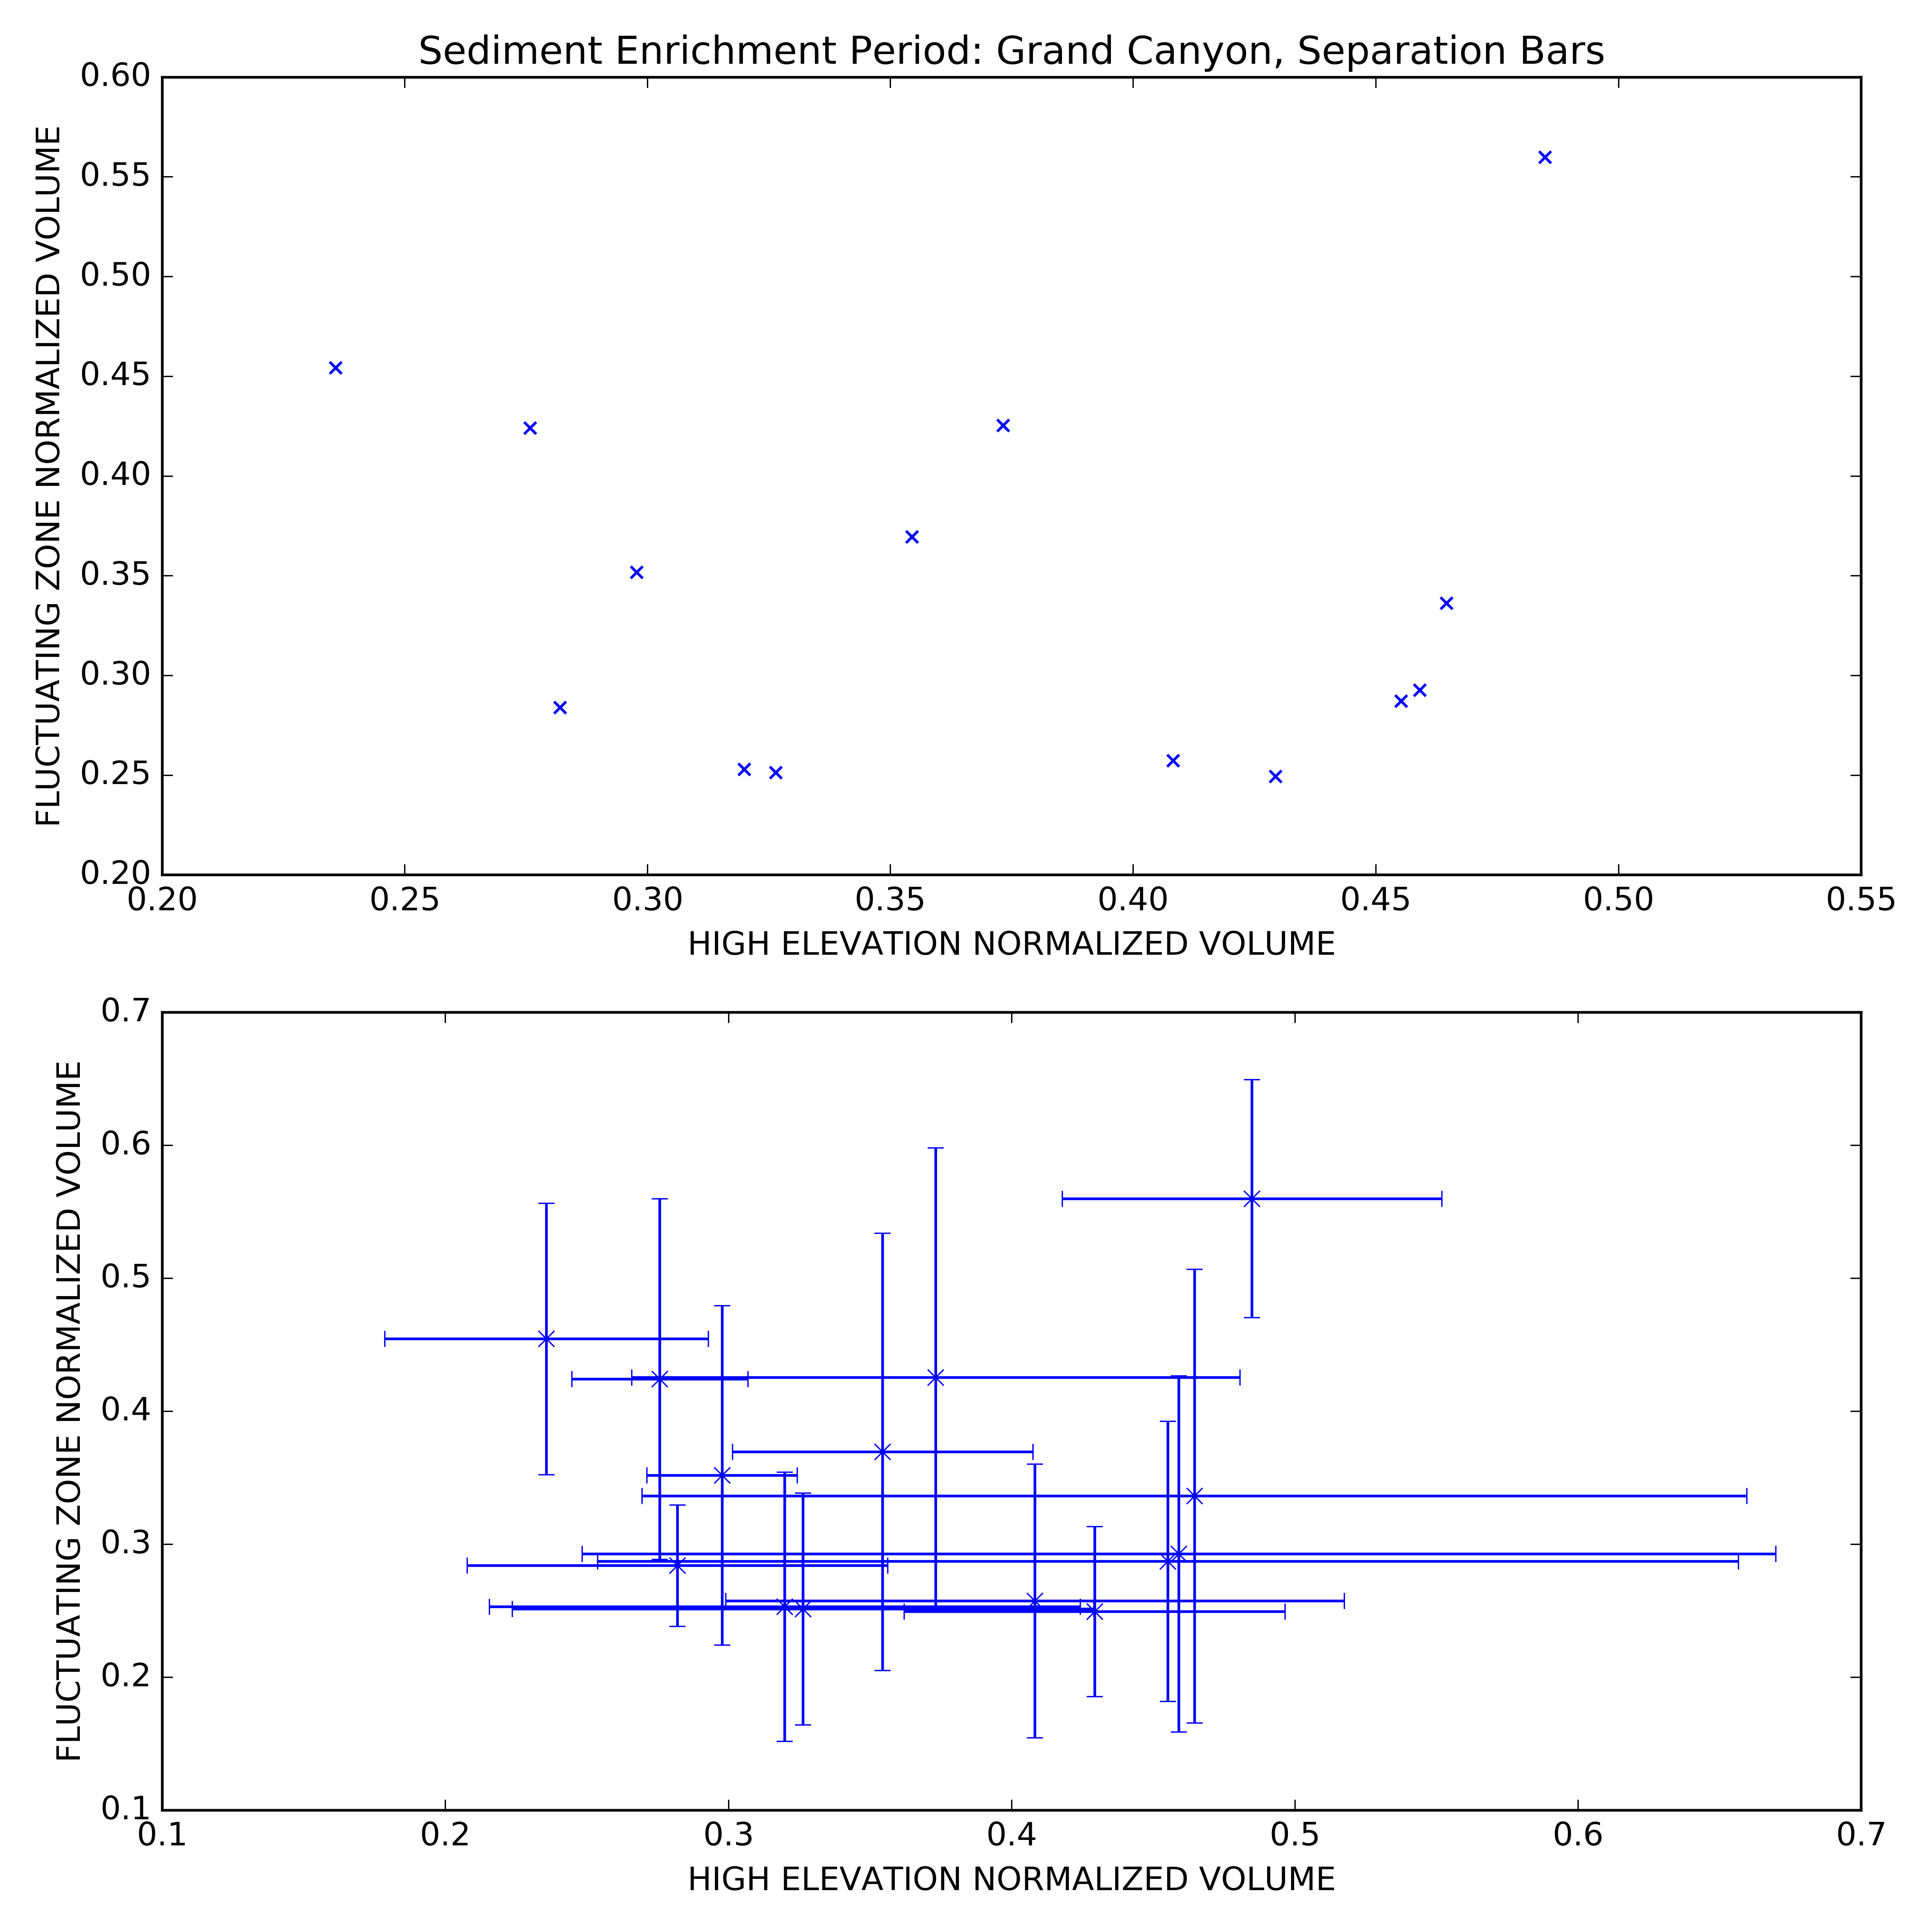 Sediment Enrichment Period: Grand Canyon, Separation Bars
FLUCTUATING ZONE NORMALIZED VOLUME
0.60
0.55
0.50
0.45
0.40
0.35
0.30
0.25
0.20
0.20 0.25 0.30 0.35 0.40 0.45 0.50 0.55
HIGH ELEVATION NORMALIZED VOLUME
FLUCTUATING ZONE NORMALIZED VOLUME
0.7
0.6
0.5
0.4
0.3
0.2
0.1
0.1 0.2 0.3 0.4 0.5 0.6 0.7
HIGH ELEVATION NORMALIZED VOLUME